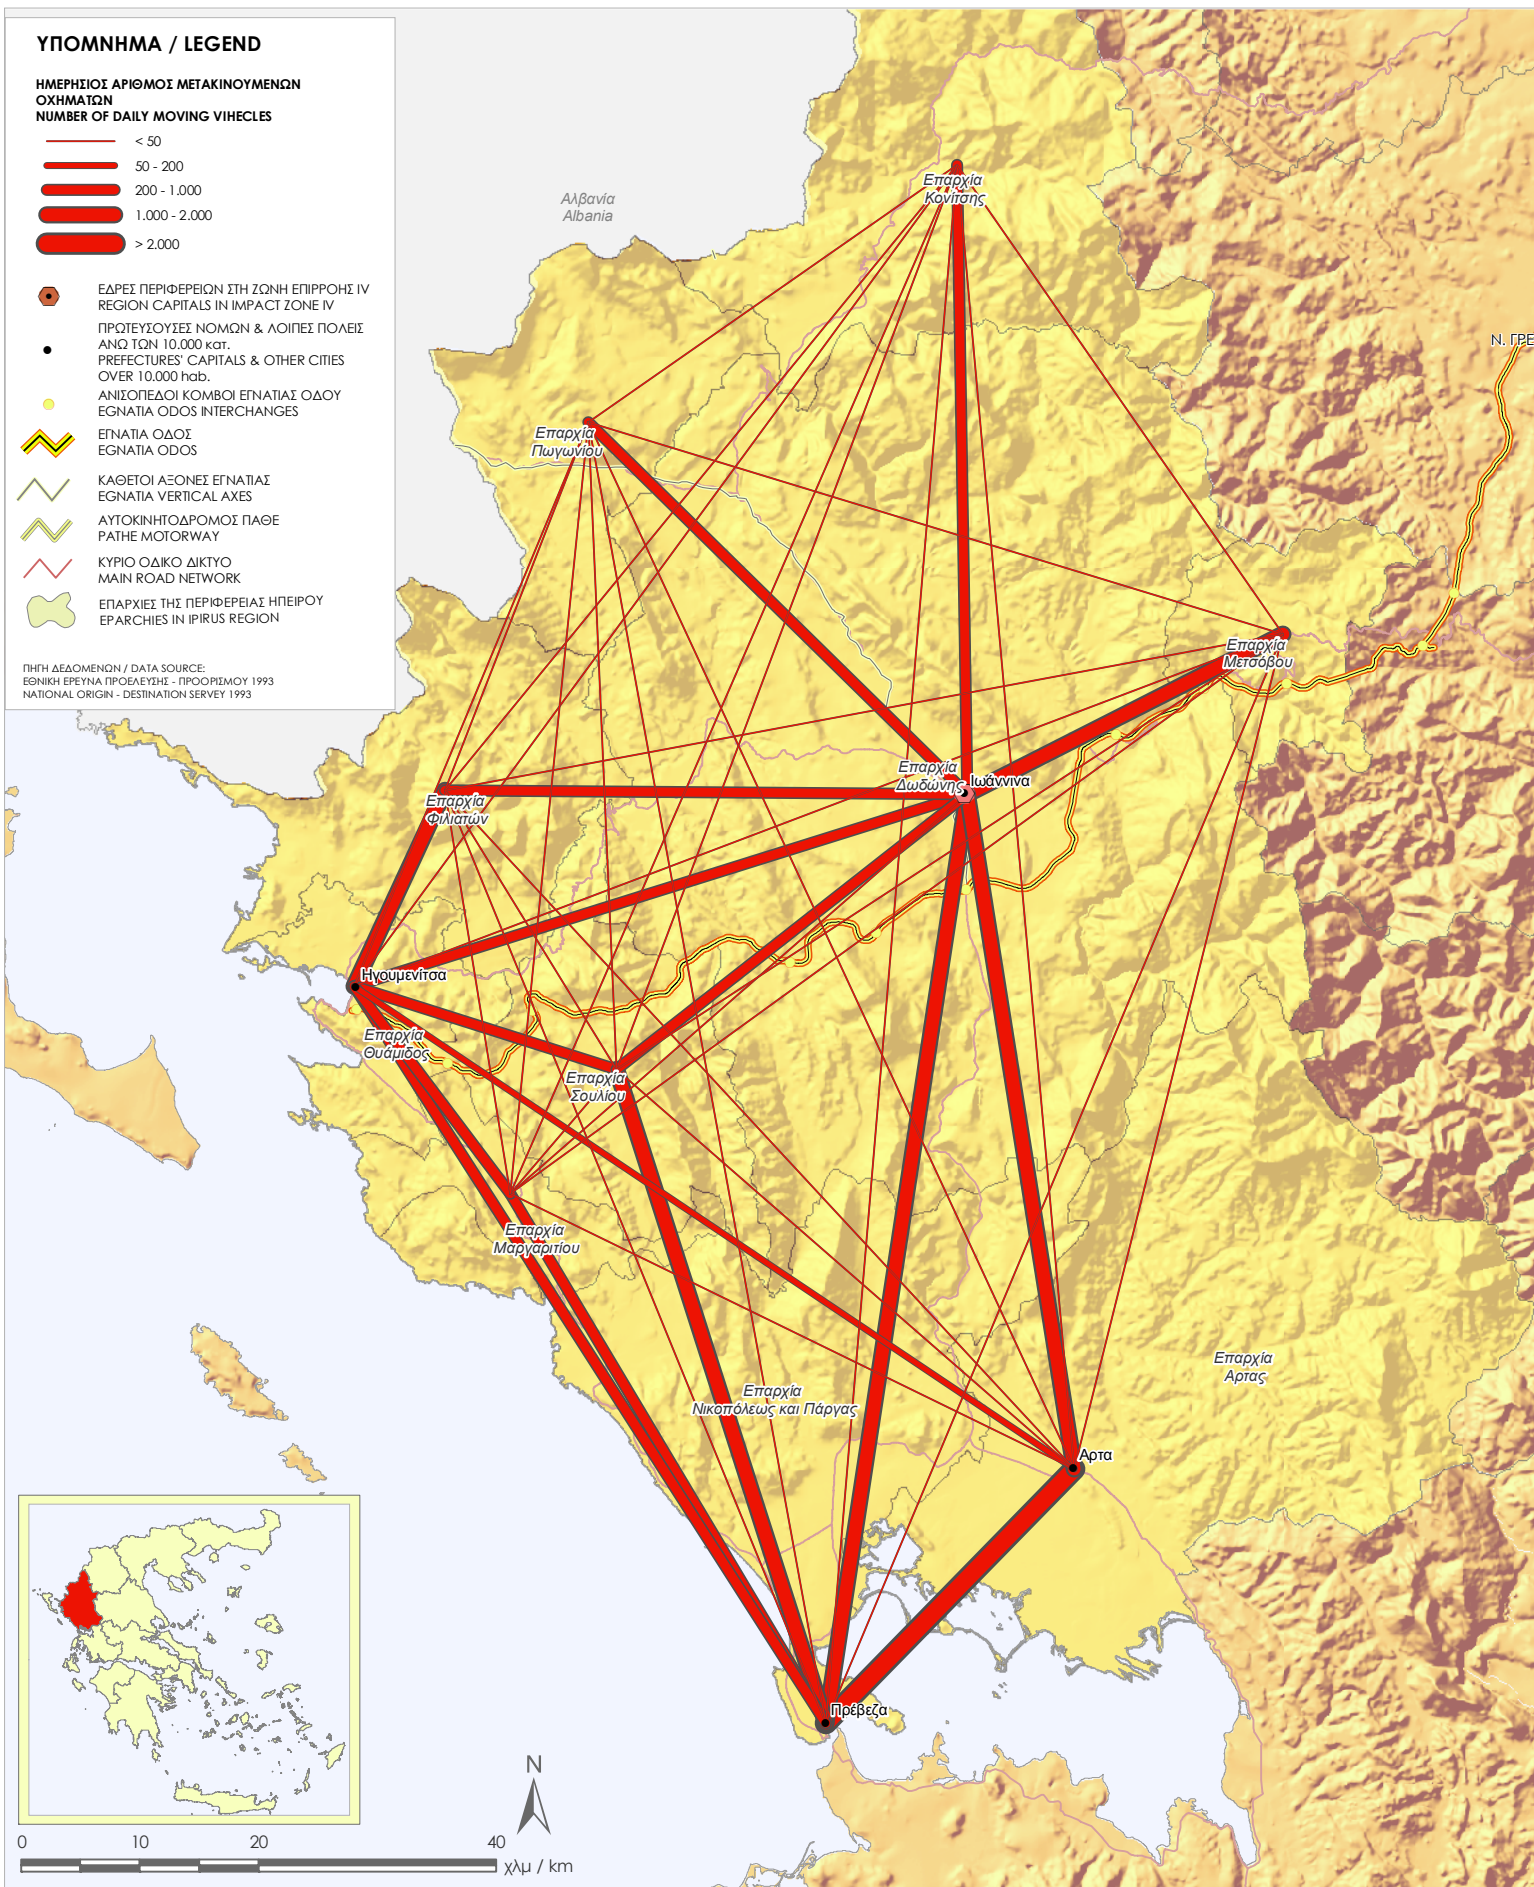 ΥΠΟΜΝΗΜΑ / LEGEND
ΗΜΕΡΗΣΙΟΣ ΑΡΙΘΜΟΣ ΜΕΤΑΚΙΝΟΥΜΕΝΩΝ
ΟΧΗΜΑΤΩΝ
NUMBER OF DAILY MOVING VIHECLES
< 50
50 - 200
200 - 1.000
1.000 - 2.000
> 2.000
ΕΔΡΕΣ ΠΕΡΙΦΕΡΕΙΩΝ ΣΤΗ ΖΩΝΗ ΕΠΙΡΡΟΗΣ IV
REGION CAPITALS IN IMPACT ZONE IV
ΠΡΩΤΕΥΣΟΥΣΕΣ ΝΟΜΩΝ & ΛΟΙΠΕΣ ΠΟΛΕΙΣ
ΑΝΩ ΤΩΝ 10.000 κατ.
PREFECTURES' CAPITALS & OTHER CITIES
OVER 10.000 hab.
ΑΝΙΣΟΠΕΔΟΙ ΚΟΜΒΟΙ ΕΓΝΑΤΙΑΣ ΟΔΟΥ
EGNATIA ODOS INTERCHANGES
ΕΓΝΑΤΙΑ ΟΔΟΣ
EGNATIA ODOS
ΚΑΘΕΤΟΙ ΑΞΟΝΕΣ ΕΓΝΑΤΙΑΣ
EGNATIA VERTICAL AXES
ΑΥΤΟΚΙΝΗΤΟΔΡΟΜΟΣ ΠΑΘΕ
PATHE MOTORWAY
ΚΥΡΙΟ ΟΔΙΚΟ ΔΙΚΤΥΟ
MAIN ROAD NETWORK
ΕΠΑΡΧΙΕΣ ΤΗΣ ΠΕΡΙΦΕΡΕΙΑΣ ΗΠΕΙΡΟΥ
EPARCHIES IN IPIRUS REGION
ΠΗΓΗ ΔΕΔΟΜΕΝΩΝ / DATA SOURCE:
ΕΘΝΙΚΗ ΕΡΕΥΝΑ ΠΡΟΕΛΕΥΣΗΣ - ΠΡΟΟΡΙΣΜΟΥ 1993
NATIONAL ORIGIN - DESTINATION SERVEY 1993
Αλβανία
Albania
Επαρχία
Κονίτσης
Ν. ΓΡΕ
Επαρχία
Πωγωνίου
Επαρχία
Μετσόβου
Επαρχία
Δωδώνης
Ιωάννινα
Επαρχία
Φιλιατών
Ηγουμενίτσα
Επαρχία
Θυάμιδος
Επαρχία
Σουλίου
Επαρχία
Μαργαριτίου
Επαρχία
Αρτας
Επαρχία
Νικοπόλεως και Πάργας
Αρτα
Πρέβεζα
N
0 10 20 40
χλμ / km